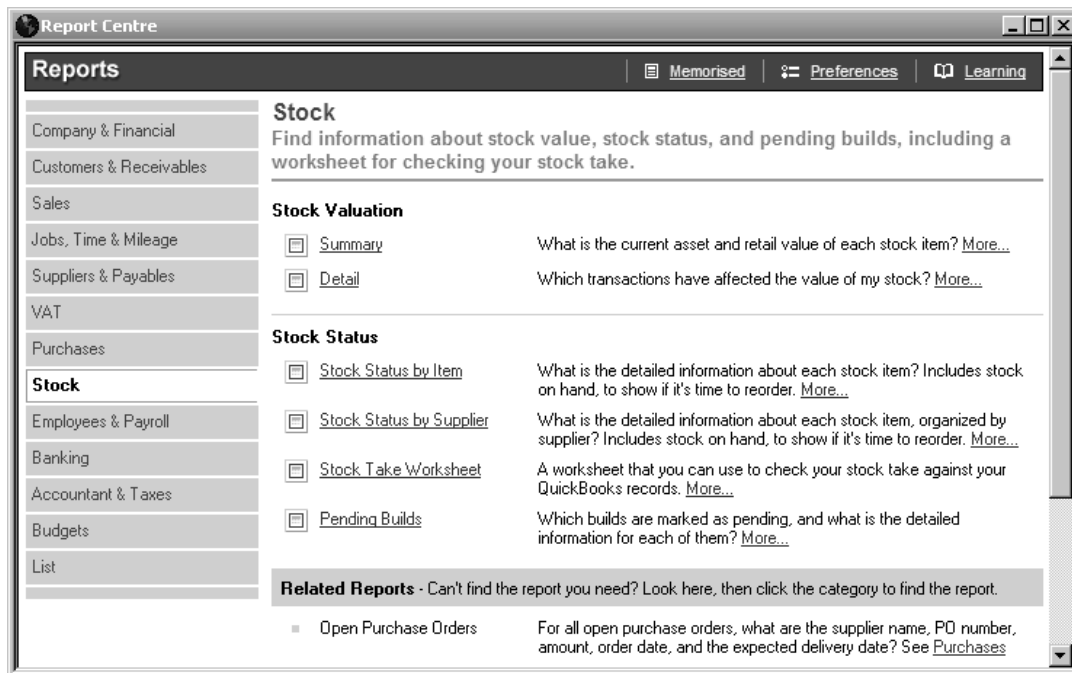 Report Centre
Reports
Memorised
Preferences
Learning
Company & Financial
Customers & Receivables
Sales
Jobs, Time & Mileage
Suppliers & Payables
VAT
Purchases
Stock
Employees & Payroll
Banking
Accountant & Taxes
Budgets
List
Stock
Find information about stock value, stock status, and pending builds, including a
worksheet for checking your stock take.
Stock Valuation
Summary
What is the current asset and retail value of each stock item? More...
Detail
Which transactions have affected the value of my stock? More...
Stock Status
Stock Status by Item
What is the detailed information about each stock item? Includes stock
on hand, to show if it's time to reorder. More...
Stock Status by Supplier
What is the detailed information about each stock item, organized by
supplier? Includes stock on hand, to show if it's time to reorder. More...
Stock Take Worksheet
A worksheet that you can use to check your stock take against your
QuickBooks records. More...
Pending Builds
Which builds are marked as pending, and what is the detailed
information for each of them? More...
Related Reports - Can't find the report you need? Look here, then click the category to find the report.
Open Purchase Orders
For all open purchase orders, what are the supplier name, PO number,
amount, order date, and the expected delivery date? See Purchases